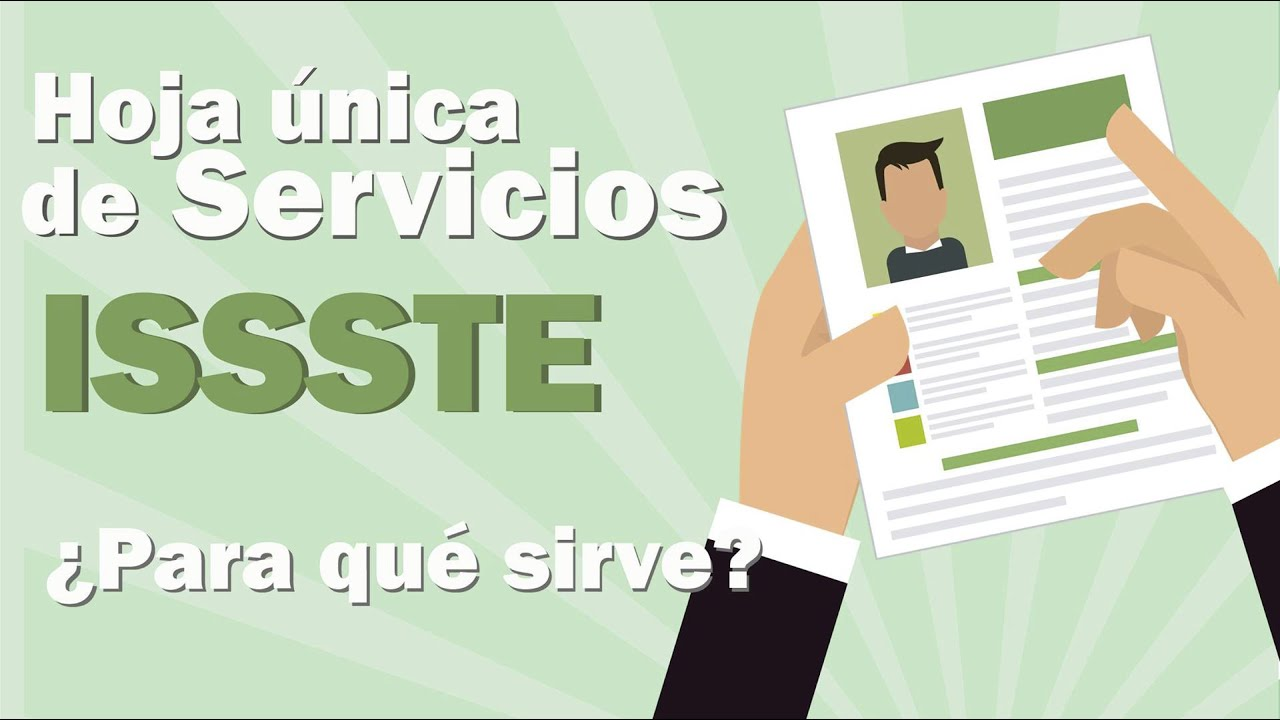 Hoja única
de Servicios
ISSSTE
¿Para qué sirve?